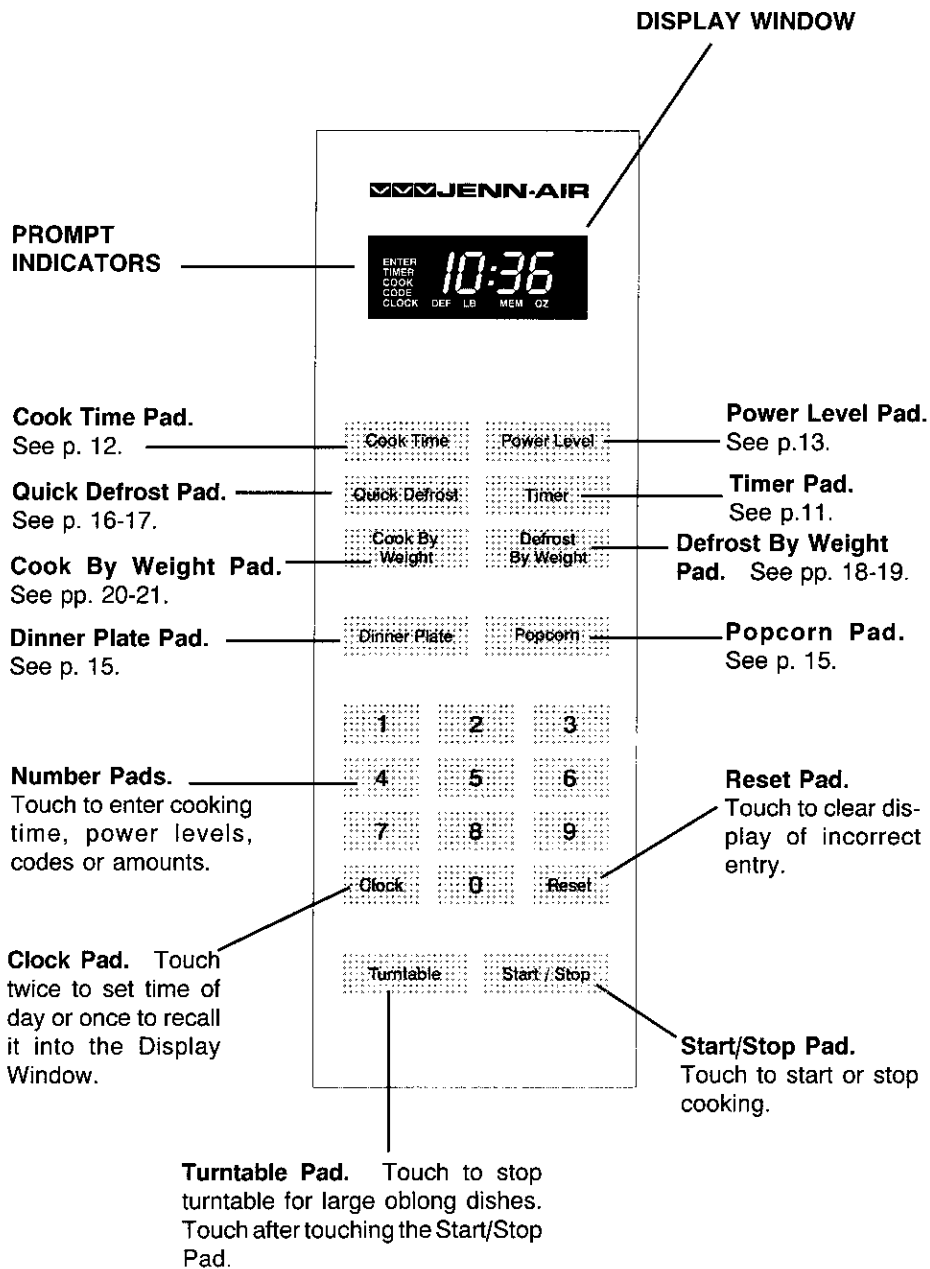 DISPLAY WINDOW
JENN-AIR
PROMPT
INDICATORS
ENTER
TIMER
COOK
CODE
CLOCK DEF LB MEM OZ
10:36
Cook Time Pad.
See p. 12.
Cook Time
Power Level
Power Level Pad.
See p.13.
Quick Defrost Pad.
See p. 16-17.
Quick Defrost
Timer
Timer Pad.
See p.11.
Cook By Weight Pad.
See pp. 20-21.
Cook By
Weight
Defrost
By Weight
Defrost By Weight
Pad. See pp. 18-19.
Dinner Plate Pad.
See p. 15.
Dinner Plate
Popcorn
Popcorn Pad.
See p. 15.
1 2 3
4 5 6
7 8 9
Clock 0 Reset
Number Pads.
Touch to enter cooking
time, power levels,
codes or amounts.
Reset Pad.
Touch to clear dis-
play of incorrect
entry.
Clock Pad. Touch
twice to set time of
day or once to recall
it into the Display
Window.
Turntable
Start / Stop
Start/Stop Pad.
Touch to start or stop
cooking.
Turntable Pad. Touch to stop
turntable for large oblong dishes.
Touch after touching the Start/Stop
Pad.